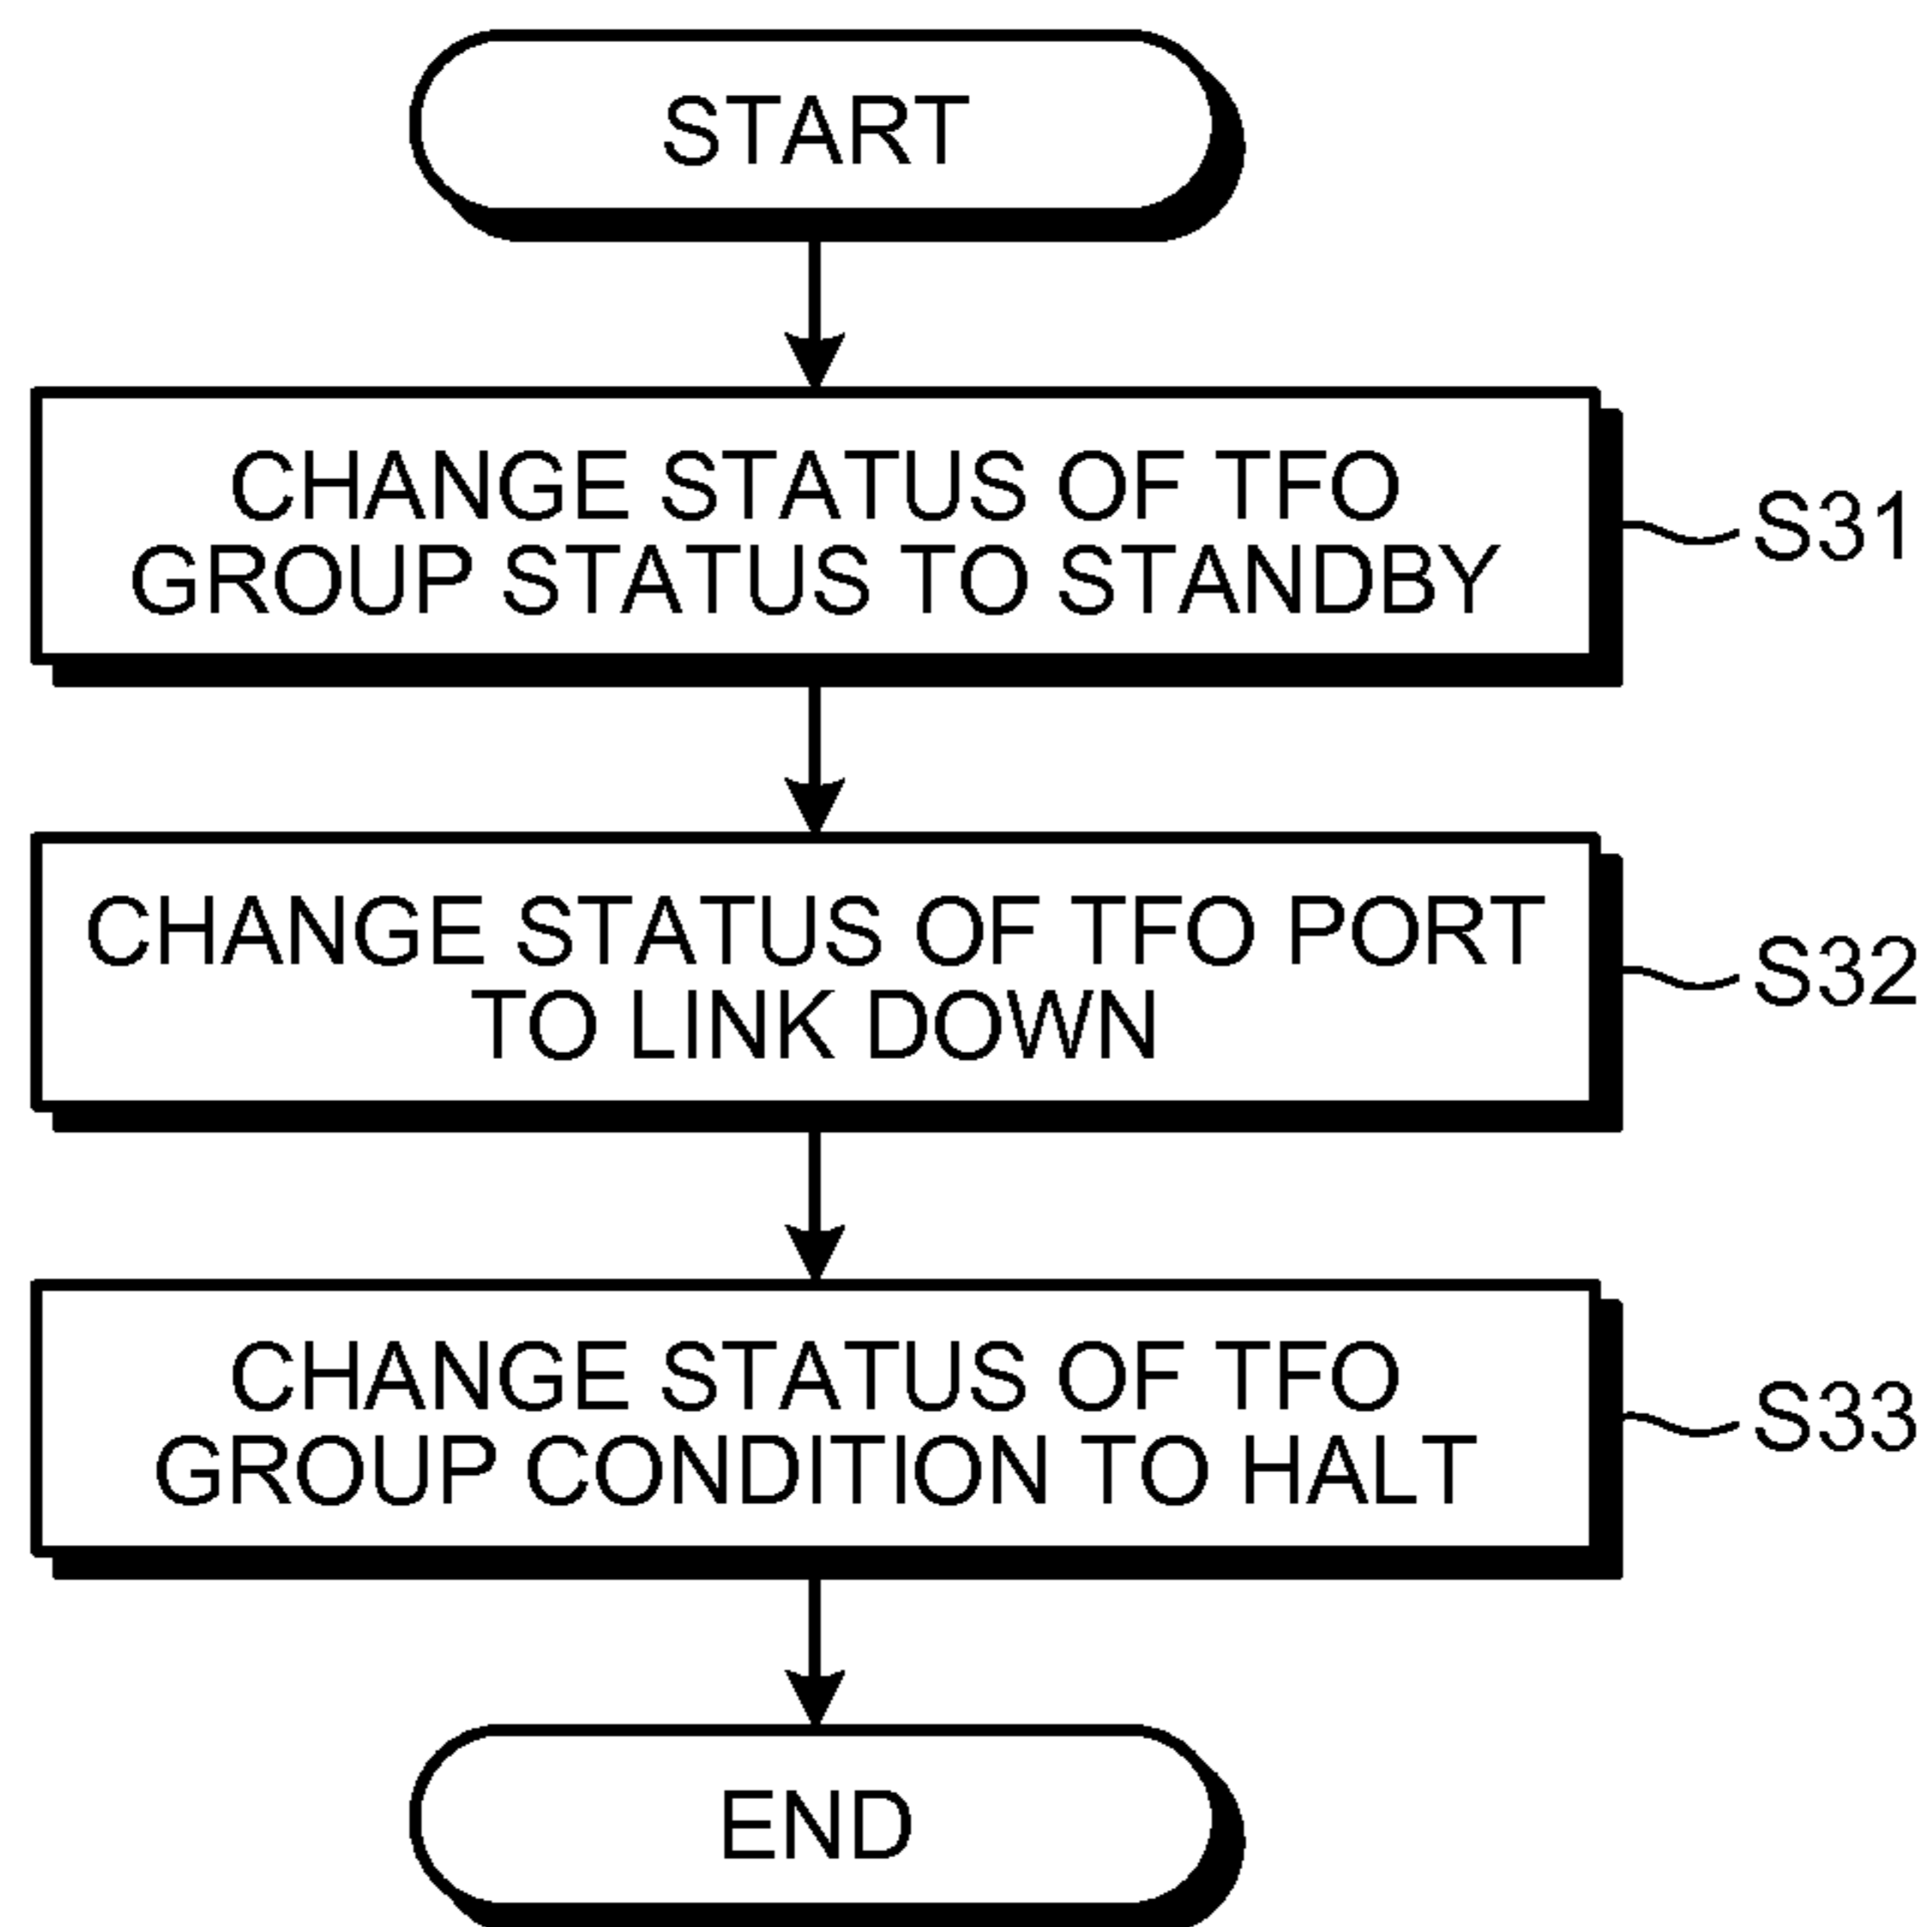 START
CHANGE STATUS OF TFO
GROUP STATUS TO STANDBY
S31
CHANGE STATUS OF TFO PORT
TO LINK DOWN
S32
CHANGE STATUS OF TFO
GROUP CONDITION TO HALT
S33
END